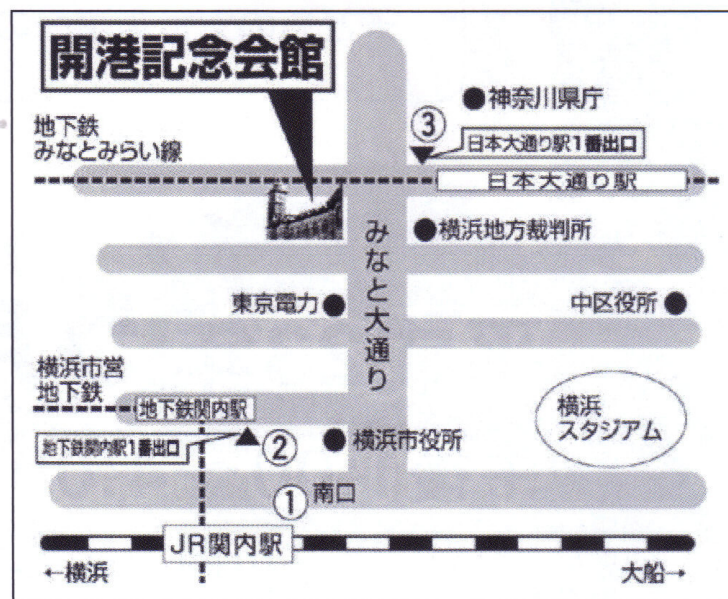 開港記念会館
●神奈川県庁
③
地下鉄
みなとみらい線
日本大通り駅1番出口
日本大通り駅
●横浜地方裁判所
みなと大通り
東京電力●
中区役所●
横浜市営
地下鉄
地下鉄関内駅
横浜
スタジアム
地下鉄関内駅1番出口
②
●横浜市役所
①
南口
JR関内駅
←横浜
大船→